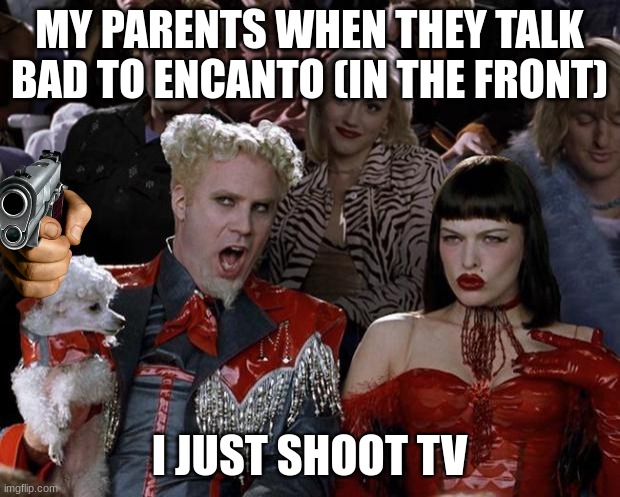 MY PARENTS WHEN THEY TALK
BAD TO ENCANTO (IN THE FRONT)
I JUST SHOOT TV
imgflip.com